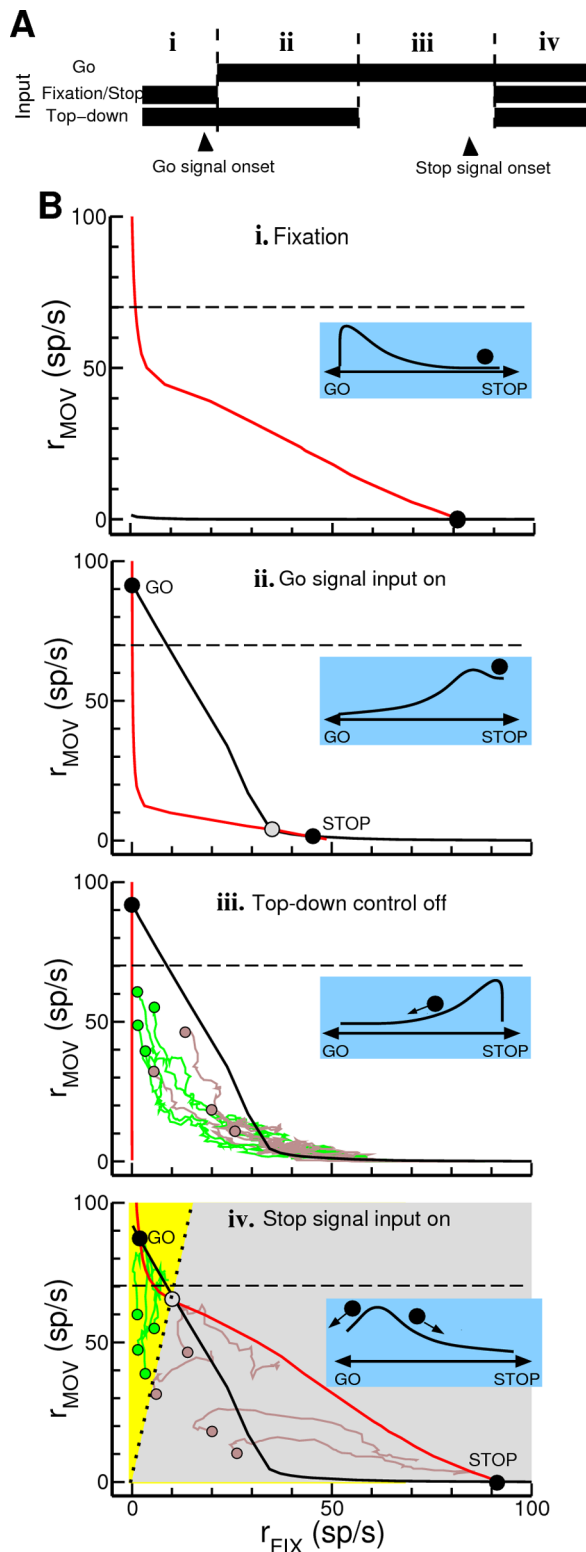 A
i ii iii iv
Input
Go
Fixation/Stop
Top-down
Go signal onset Stop signal onset
B
i. Fixation
100
50
0
r_MOV (sp/s)
GO STOP
ii. Go signal input on
100
50
0
r_MOV (sp/s)
GO
STOP
GO STOP
iii. Top-down control off
100
50
0
r_MOV (sp/s)
GO STOP
iv. Stop signal input on
100
50
0
r_MOV (sp/s)
GO
GO STOP
STOP
0 50 100
r_FIX (sp/s)